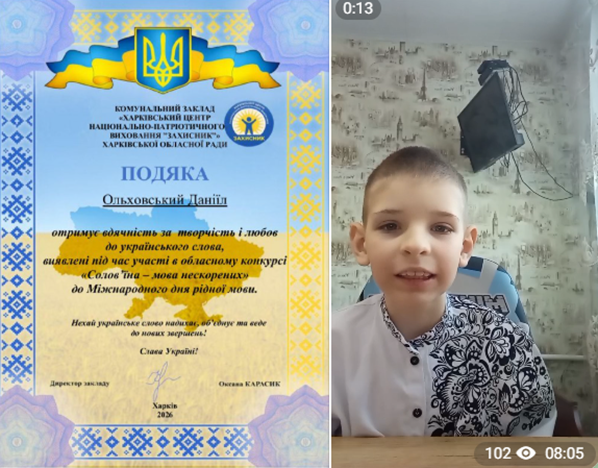 КОМУНАЛЬНИЙ ЗАКЛАД
«ХАРКІВСЬКИЙ ЦЕНТР
НАЦІОНАЛЬНО-ПАТРІОТИЧНОГО
ВИХОВАННЯ "ЗАХИСНИК"»
ХАРКІВСЬКОЇ ОБЛАСНОЇ РАДИ
ЗАХИСНИК
ПОДЯКА
Ольховський Данііл
отримує вдячність за творчість і любов
до українського слова,
виявлені під час участі в обласному конкурсі
«Солов'їна – мова нескорених»
до Міжнародного дня рідної мови.
Нехай українське слово надихає, об'єднує та веде
до нових звершень!
Слава Україні!
Директор закладу
Оксана КАРАСИК
Харків
2026
0:13
102 08:05